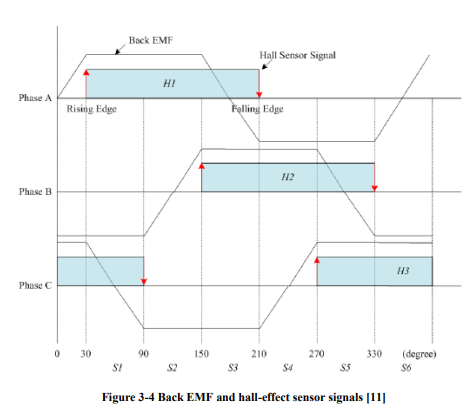 Back EMF
Hall Sensor Signal
H1
Phase A
Rising Edge
Falling Edge
H2
Phase B
H3
Phase C
0 30 90 150 210 270 330 (degree)
S1 S2 S3 S4 S5 S6
Figure 3-4 Back EMF and hall-effect sensor signals [11]